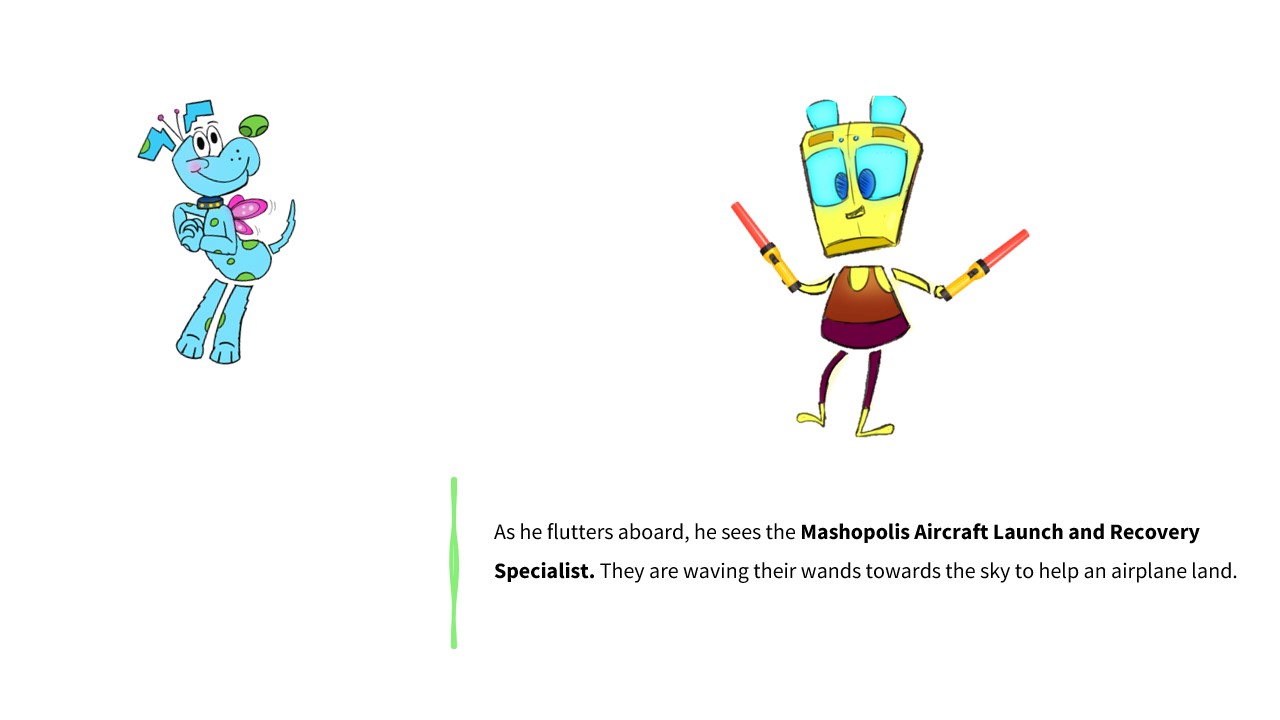 As he flutters aboard, he sees the Mashopolis Aircraft Launch and Recovery
Specialist. They are waving their wands towards the sky to help an airplane land.